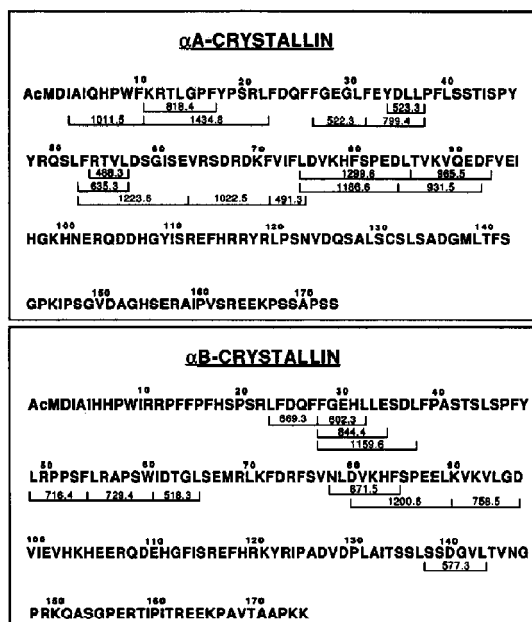 αA-CRYSTALLIN
10 20 30 40
AcMDIAIQHPWFKRTLGPFYPSRLFDQFFGEGLFEYDLLPFLSSTISPY
818.4 523.3
1011.5 1434.8 522.3 799.4
50 60 70 80 90
YRQSLFRTVLDSGISEVRSDRDKFVIFLDVKHFSPEDLTVKVQEDFVEI
488.3 1299.6 965.5
635.3 1186.6 931.5
1223.6 1022.5 491.3
100 110 120 130 140
HGKHNERQDDHGYISREFHRRYRLPSNVDQSALSCSLSADGMLTFS
150 160 170
GPKIPSGVDAGHSERAIPVSREEKPSSAPSS
αB-CRYSTALLIN
10 20 30 40
AcMDIAIHHPWIRRPFFPFHSPSRLFDQFFGEHLLESDLFPASTSLSPFY
669.3 602.3
844.4
1159.6
50 60 70 80 90
LRPPSFLRAPSWIDTGLSEMRLKFDRFSVNLDVKHFSPEELKVKVLGD
716.4 729.4 518.3 871.5
1200.6 758.5
100 110 120 130 140
VIEVHKHEERQDEHGFISREFHRKYRIPADVDPLAITSSLSSDGVLTVNG
577.3
150 160 170
PRKQASGPERTIPITREEKPAVTAAPKK